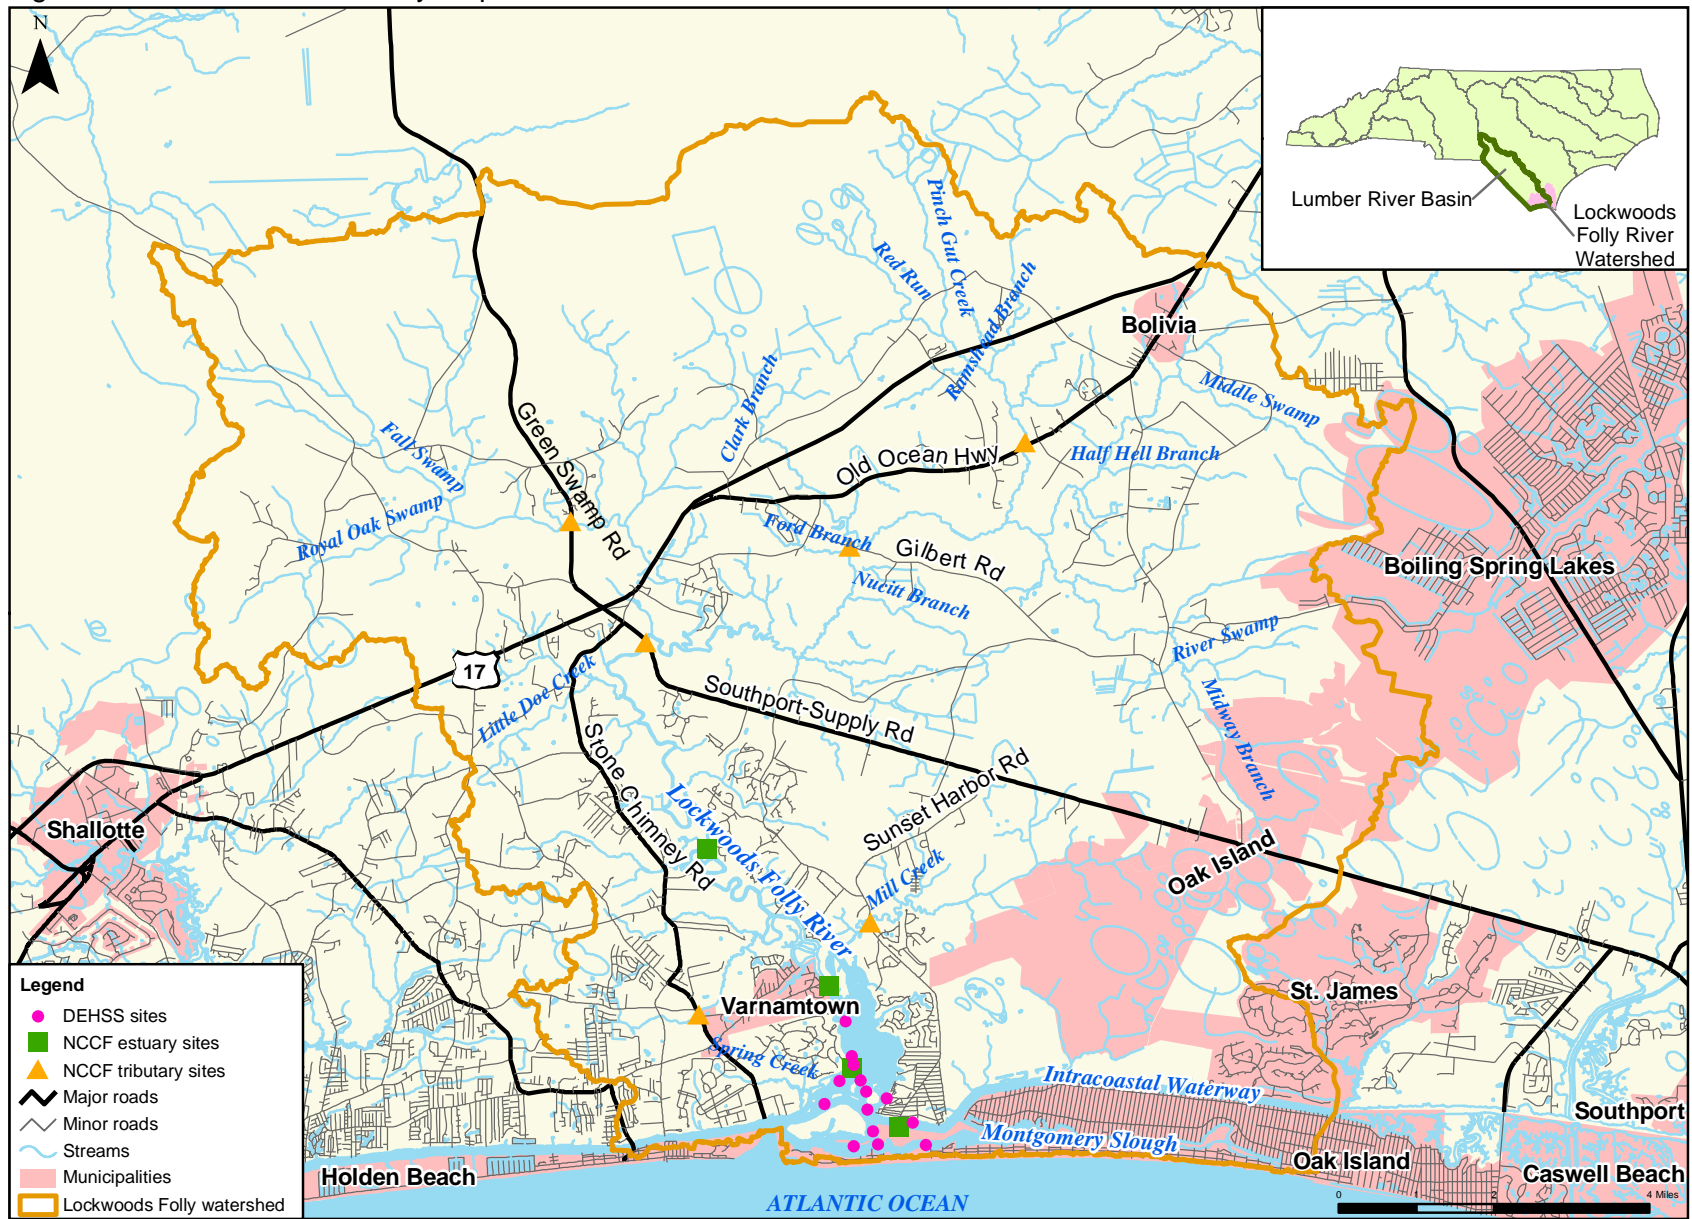 N
Lumber River Basin
Lockwoods
Folly River
Watershed
Pinch Gut Creek
Red Run
Ramshead Branch
Bolivia
Middle Swamp
Clark Branch
Green Swamp Rd
Fall Swamp
Old Ocean Hwy
Half Hell Branch
Royal Oak Swamp
Ford Branch
Gilbert Rd
Nucitt Branch
Boiling Spring Lakes
River Swamp
17
Little Doe Creek
Southport-Supply Rd
Midway Branch
Stone Chimney Rd
Lockwoods Folly River
Sunset Harbor Rd
Shallotte
Mill Creek
Oak Island
St. James
Varnamtown
Spring Creek
Intracoastal Waterway
Southport
Montgomery Slough
Oak Island
Holden Beach
Caswell Beach
ATLANTIC OCEAN
0 1 2 4 Miles
Legend
DEHSS sites
NCCF estuary sites
NCCF tributary sites
Major roads
Minor roads
Streams
Municipalities
Lockwoods Folly watershed